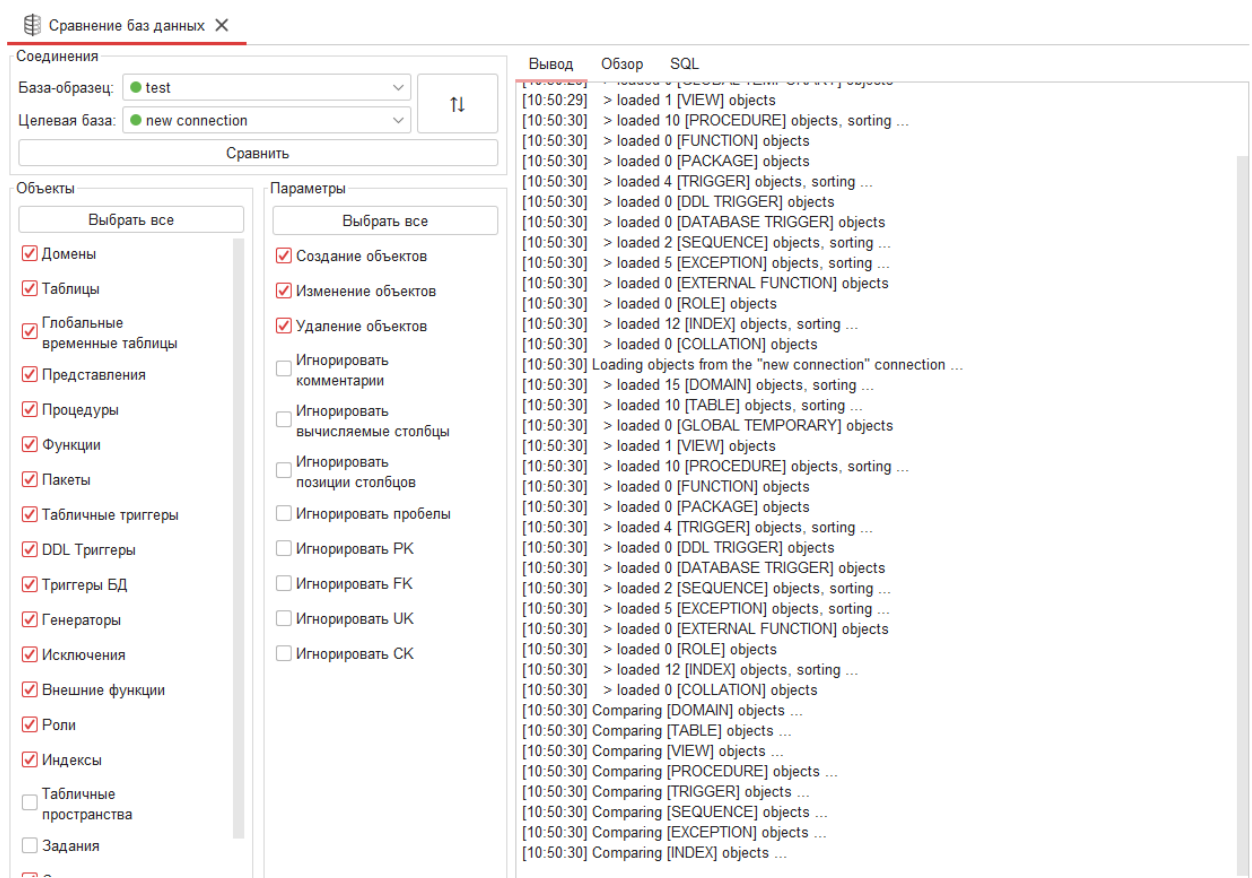 Сравнение баз данных
Соединения
База-образец:
test
Целевая база:
new connection
Сравнить
Объекты
Выбрать все
Домены
Таблицы
Глобальные
временные таблицы
Представления
Процедуры
Функции
Пакеты
Табличные триггеры
DDL Триггеры
Триггеры БД
Генераторы
Исключения
Внешние функции
Роли
Индексы
Табличные
пространства
Задания
Параметры
Выбрать все
Создание объектов
Изменение объектов
Удаление объектов
Игнорировать
комментарии
Игнорировать
вычисляемые столбцы
Игнорировать
позиции столбцов
Игнорировать пробелы
Игнорировать PK
Игнорировать FK
Игнорировать UK
Игнорировать CK
Вывод Обзор SQL
[10:50:29] > loaded 0 [GLOBAL TEMPORARY] objects
[10:50:29] > loaded 1 [VIEW] objects
[10:50:30] > loaded 10 [PROCEDURE] objects, sorting ...
[10:50:30] > loaded 0 [FUNCTION] objects
[10:50:30] > loaded 0 [PACKAGE] objects
[10:50:30] > loaded 4 [TRIGGER] objects, sorting ...
[10:50:30] > loaded 0 [DDL TRIGGER] objects
[10:50:30] > loaded 0 [DATABASE TRIGGER] objects
[10:50:30] > loaded 2 [SEQUENCE] objects, sorting ...
[10:50:30] > loaded 5 [EXCEPTION] objects, sorting ...
[10:50:30] > loaded 0 [EXTERNAL FUNCTION] objects
[10:50:30] > loaded 0 [ROLE] objects
[10:50:30] > loaded 12 [INDEX] objects, sorting ...
[10:50:30] > loaded 0 [COLLATION] objects
[10:50:30] Loading objects from the "new connection" connection ...
[10:50:30] > loaded 15 [DOMAIN] objects, sorting ...
[10:50:30] > loaded 10 [TABLE] objects, sorting ...
[10:50:30] > loaded 0 [GLOBAL TEMPORARY] objects
[10:50:30] > loaded 1 [VIEW] objects
[10:50:30] > loaded 10 [PROCEDURE] objects, sorting ...
[10:50:30] > loaded 0 [FUNCTION] objects
[10:50:30] > loaded 0 [PACKAGE] objects
[10:50:30] > loaded 4 [TRIGGER] objects, sorting ...
[10:50:30] > loaded 0 [DDL TRIGGER] objects
[10:50:30] > loaded 0 [DATABASE TRIGGER] objects
[10:50:30] > loaded 2 [SEQUENCE] objects, sorting ...
[10:50:30] > loaded 5 [EXCEPTION] objects, sorting ...
[10:50:30] > loaded 0 [EXTERNAL FUNCTION] objects
[10:50:30] > loaded 0 [ROLE] objects
[10:50:30] > loaded 12 [INDEX] objects, sorting ...
[10:50:30] > loaded 0 [COLLATION] objects
[10:50:30] Comparing [DOMAIN] objects ...
[10:50:30] Comparing [TABLE] objects ...
[10:50:30] Comparing [VIEW] objects ...
[10:50:30] Comparing [PROCEDURE] objects ...
[10:50:30] Comparing [TRIGGER] objects ...
[10:50:30] Comparing [SEQUENCE] objects ...
[10:50:30] Comparing [EXCEPTION] objects ...
[10:50:30] Comparing [INDEX] objects ...